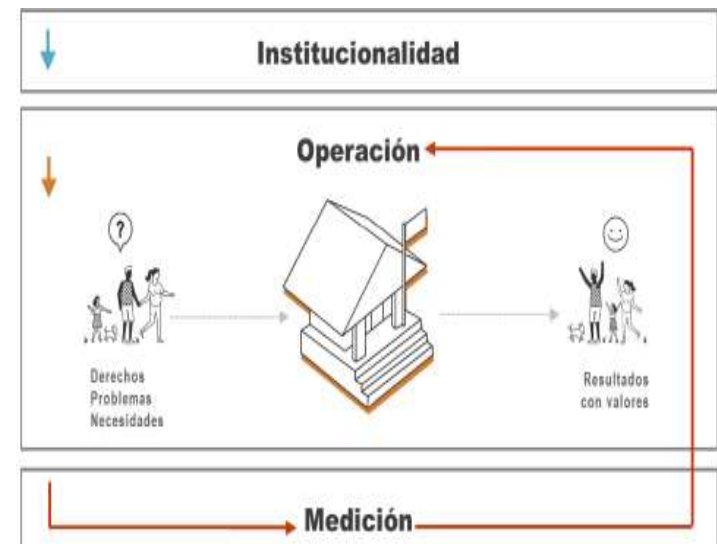 Institucionalidad
Operación
?
Derechos
Problemas
Necesidades
Resultados
con valores
Medición